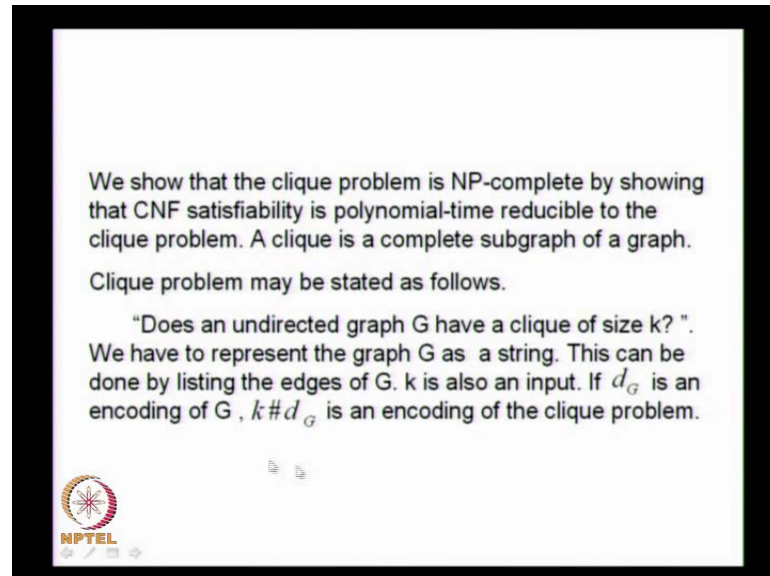 We show that the clique problem is NP-complete by showing
that CNF satisfiability is polynomial-time reducible to the
clique problem. A clique is a complete subgraph of a graph.
Clique problem may be stated as follows.
“Does an undirected graph G have a clique of size k? ”.
We have to represent the graph G as a string. This can be
done by listing the edges of G. k is also an input. If d_G is an
encoding of G , k#d_G is an encoding of the clique problem.
NPTEL